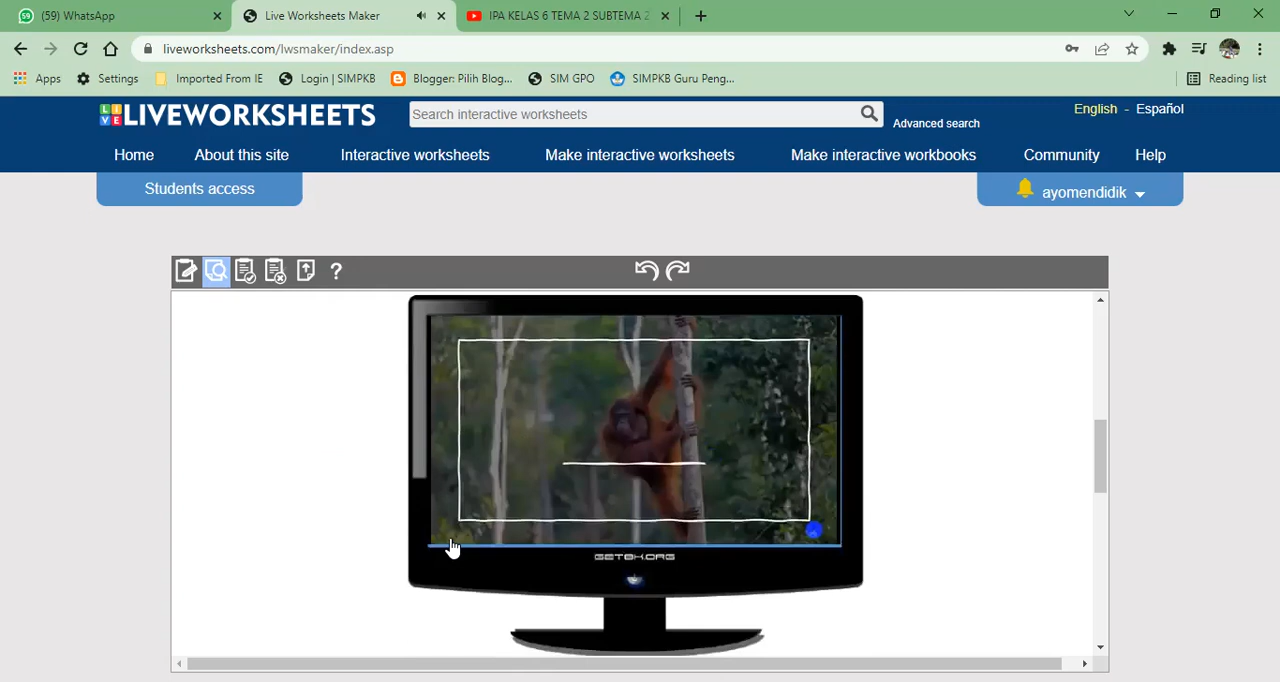 (59) WhatsApp
Live Worksheets Maker
IPA KELAS 6 TEMA 2 SUBTEMA 2
liveworksheets.com/lwsmaker/index.asp
Apps
Settings
Imported From IE
Login | SIMPKB
Blogger: Pilih Blog...
SIM GPO
SIMPKB Guru Peng...
Reading list
LIVE LIVEWORKSHEETS
Search interactive worksheets
Advanced search
English - Español
Home
About this site
Interactive worksheets
Make interactive worksheets
Make interactive workbooks
Community
Help
Students access
ayomendidik
?
GETEK.ORG